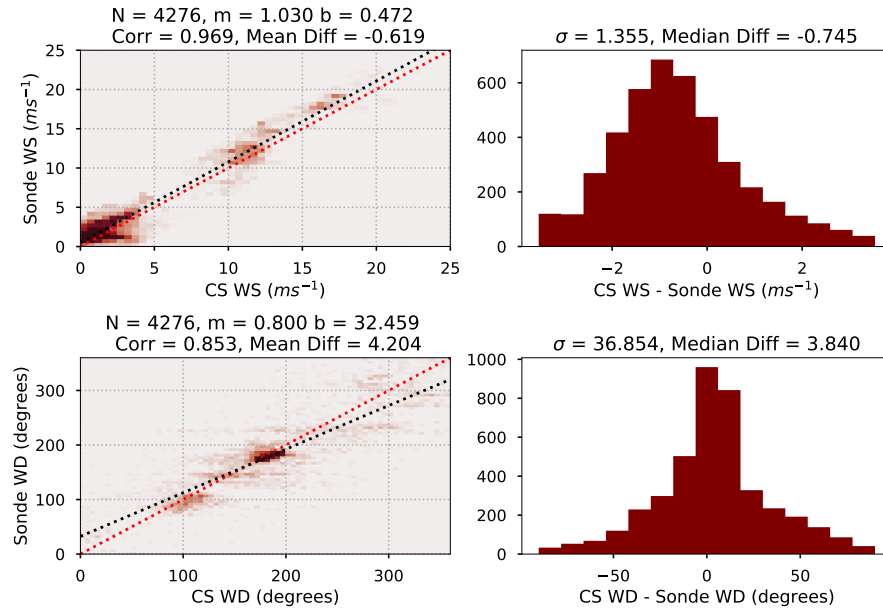 N = 4276, m = 1.030 b = 0.472
Corr = 0.969, Mean Diff = -0.619
25
20
15
10
5
0
Sonde WS (ms⁻¹)
0 5 10 15 20 25
CS WS (ms⁻¹)
σ = 1.355, Median Diff = -0.745
600
400
200
0
−2 0 2
CS WS - Sonde WS (ms⁻¹)
N = 4276, m = 0.800 b = 32.459
Corr = 0.853, Mean Diff = 4.204
300
200
100
0
Sonde WD (degrees)
0 100 200 300
CS WD (degrees)
σ = 36.854, Median Diff = 3.840
1000
800
600
400
200
0
−50 0 50
CS WD - Sonde WD (degrees)